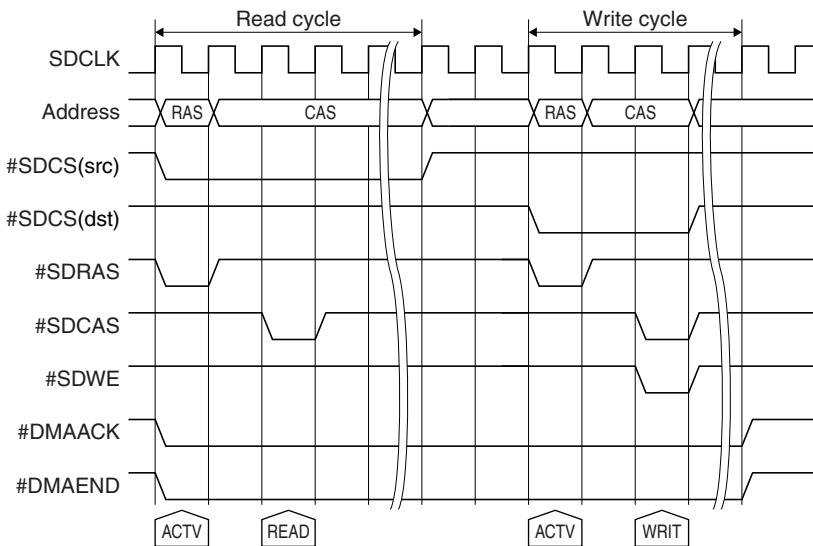 Read cycle Write cycle
SDCLK
Address RAS CAS RAS CAS
#SDCS(src)
#SDCS(dst)
#SDRAS
#SDCAS
#SDWE
#DMAACK
#DMAEND
ACTV READ ACTV WRIT